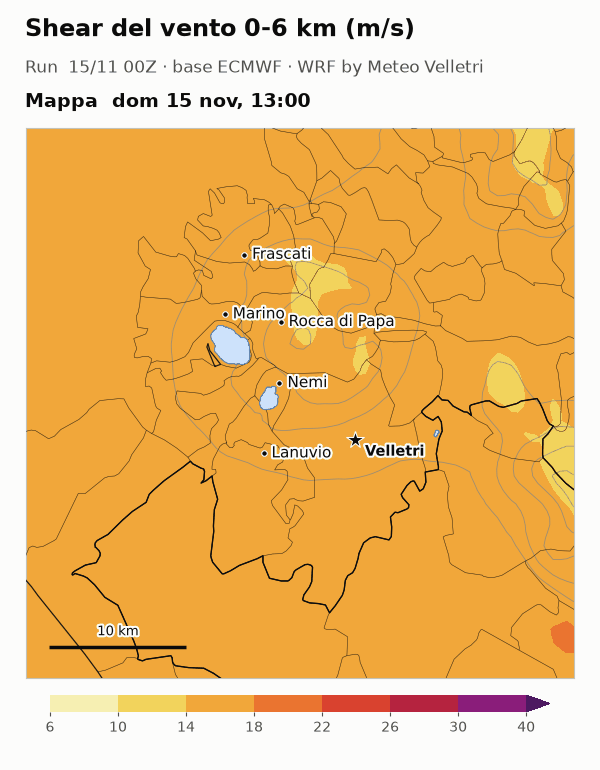 Shear del vento 0-6 km (m/s)
Run  15/11 00Z · base ECMWF · WRF by Meteo Velletri
Mappa  dom 15 nov, 13:00
Frascati
Marino
Rocca di Papa
Nemi
Velletri
Lanuvio
10 km
6 10 14 18 22 26 30 40